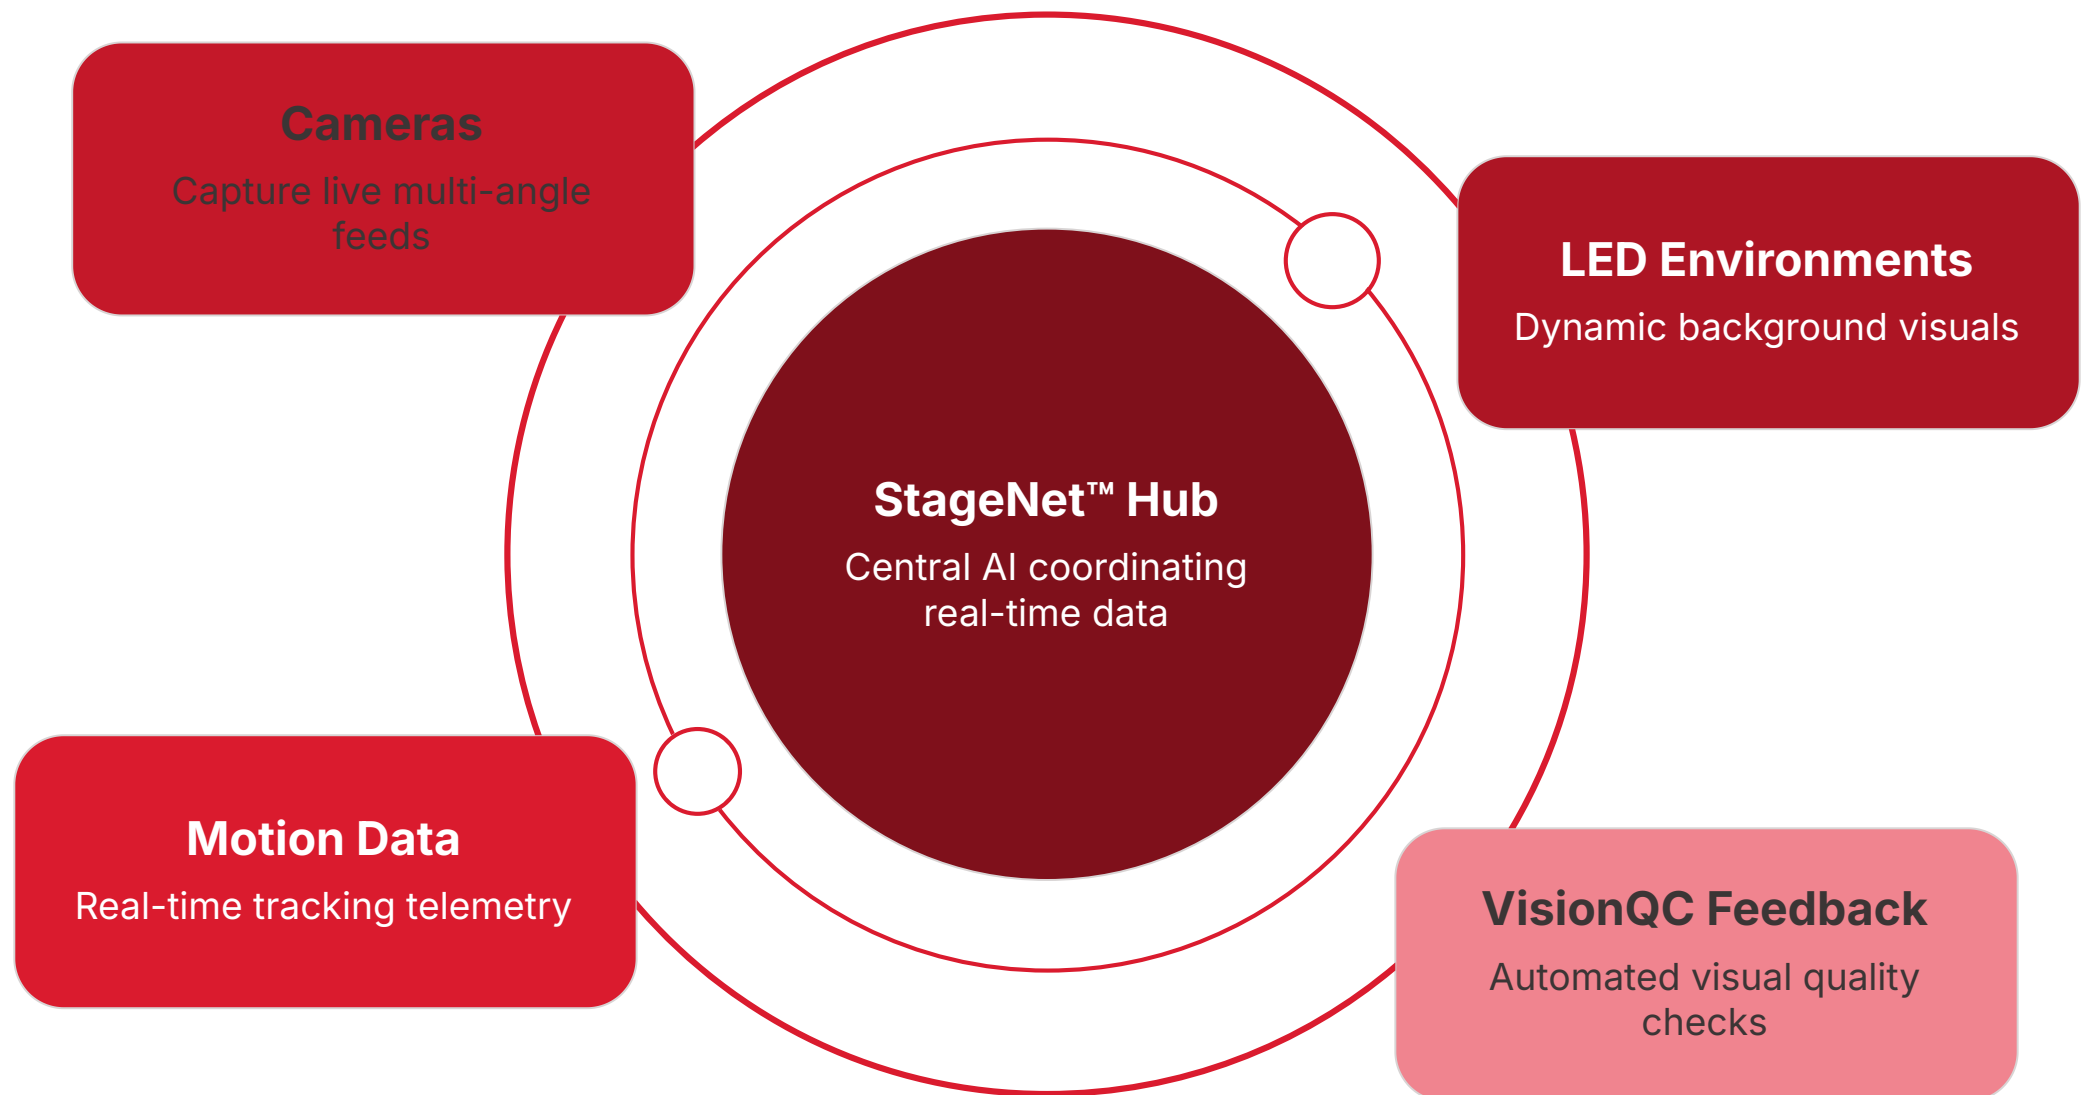 Cameras
Capture live multi-angle
feeds
LED Environments
Dynamic background visuals
StageNet™ Hub
Central AI coordinating
real-time data
Motion Data
Real-time tracking telemetry
VisionQC Feedback
Automated visual quality
checks